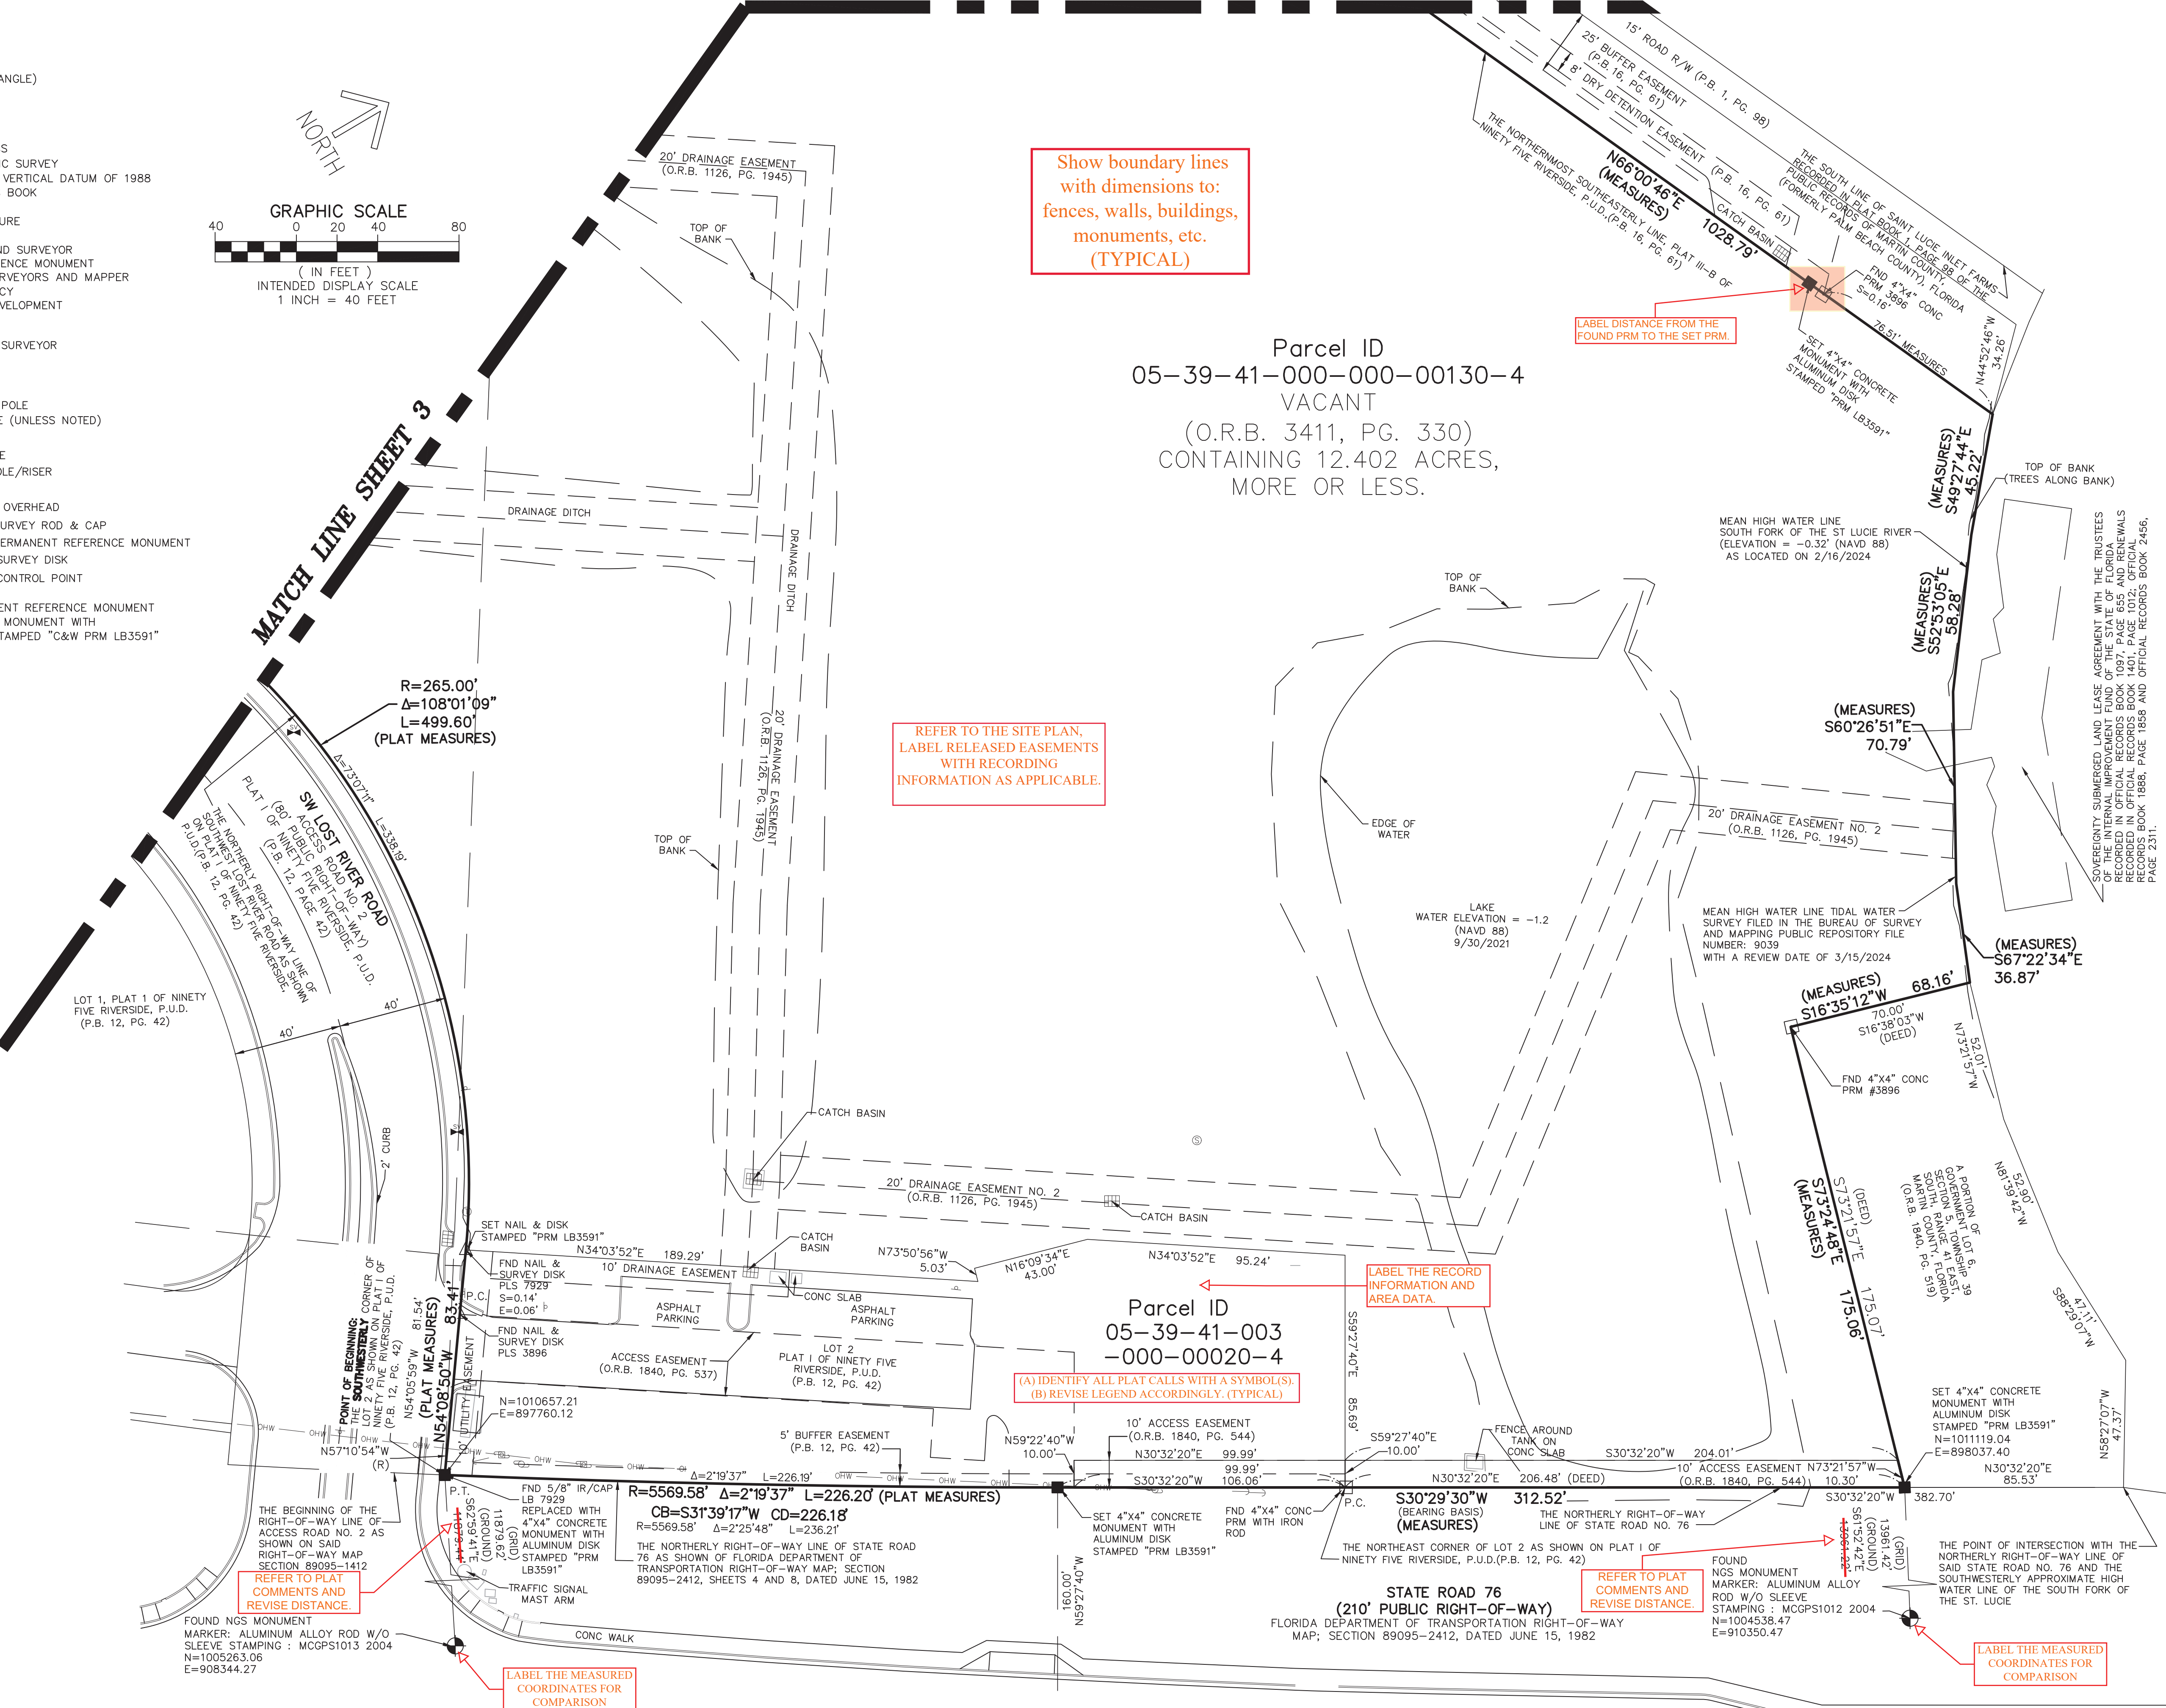 ANGLE)
S
IC SURVEY
VERTICAL DATUM OF 1988
BOOK
URE
ND SURVEYOR
ENCE MONUMENT
RVEYORS AND MAPPER
CY
VELOPMENT
SURVEYOR
POLE
E (UNLESS NOTED)
E
OLE/RISER
OVERHEAD
SURVEY ROD & CAP
PERMANENT REFERENCE MONUMENT
SURVEY DISK
CONTROL POINT
ENT REFERENCE MONUMENT
MONUMENT WITH
STAMPED "C&W PRM LB3591"
NORTH
GRAPHIC SCALE
40 0 20 40 80
( IN FEET )
INTENDED DISPLAY SCALE
1 INCH = 40 FEET
MATCH LINE SHEET 3
20' DRAINAGE EASEMENT
(O.R.B. 1126, PG. 1945)
TOP OF
BANK
Show boundary lines
with dimensions to:
fences, walls, buildings,
monuments, etc.
(TYPICAL)
15' ROAD R/W (P.B. 1, PG. 98)
25' BUFFER EASEMENT
(P.B. 16, PG. 61)
8' DRY DETENTION EASEMENT
(P.B. 16, PG. 61)
THE NORTHERNMOST SOUTHEASTERLY LINE, PLAT III-B OF
NINETY FIVE RIVERSIDE, P.U.D.,(P.B. 16, PG. 61)
N66°00'46"E
(MEASURES)
1028.79'
CATCH BASIN
THE SOUTH LINE OF SAINT LUCIE INLET FARMS
RECORDED IN PLAT BOOK 1, PAGE 98 OF THE
PUBLIC RECORDS OF MARTIN COUNTY,
(FORMERLY PALM BEACH COUNTY), FLORIDA
FND 4"X4" CONC
PRM 3896
S=0.16'
76.51' MEASURES
LABEL DISTANCE FROM THE
FOUND PRM TO THE SET PRM.
SET 4"X4" CONCRETE
MONUMENT WITH
ALUMINUM DISK
STAMPED "PRM LB3591"
N44°52'46"W
34.26'
Parcel ID
05-39-41-000-000-00130-4
VACANT
(O.R.B. 3411, PG. 330)
CONTAINING 12.402 ACRES,
MORE OR LESS.
(MEASURES)
S49°27'44"E
45.22'
TOP OF BANK
(TREES ALONG BANK)
MEAN HIGH WATER LINE
SOUTH FORK OF THE ST LUCIE RIVER
(ELEVATION = -0.32' (NAVD 88)
AS LOCATED ON 2/16/2024
(MEASURES)
S52°53'05"E
58.28'
SOVEREIGNTY SUBMERGED LAND LEASE AGREEMENT WITH THE TRUSTEES
OF THE INTERNAL IMPROVEMENT FUND OF THE STATE OF FLORIDA
RECORDED IN OFFICIAL RECORDS BOOK 1097, PAGE 655 AND RENEWALS
RECORDED IN OFFICIAL RECORDS BOOK 1401, PAGE 1012; OFFICIAL
RECORDS BOOK 1888, PAGE 1858 AND OFFICIAL RECORDS BOOK 2456,
PAGE 2311.
DRAINAGE DITCH
DRAINAGE DITCH
TOP OF
BANK
R=265.00'
Δ=108°01'09"
L=499.60'
(PLAT MEASURES)
SV
Δ=73°07'11"
L=338.19'
SW LOST RIVER ROAD
ACCESS ROAD NO. 2
(80' PUBLIC RIGHT-OF-WAY)
PLAT I OF NINETY FIVE RIVERSIDE, P.U.D.
(P.B. 12, PAGE 42)
THE NORTHERLY RIGHT-OF-WAY LINE OF
SOUTHWEST LOST RIVER ROAD AS SHOWN
ON PLAT I OF NINETY FIVE RIVERSIDE,
P.U.D.(P.B. 12, PG. 42)
20' DRAINAGE EASEMENT
(O.R.B. 1126, PG. 1945)
REFER TO THE SITE PLAN,
LABEL RELEASED EASEMENTS
WITH RECORDING
INFORMATION AS APPLICABLE.
(MEASURES)
S60°26'51"E
70.79'
TOP OF
BANK
EDGE OF
WATER
20' DRAINAGE EASEMENT NO. 2
(O.R.B. 1126, PG. 1945)
LAKE
WATER ELEVATION = -1.2
(NAVD 88)
9/30/2021
MEAN HIGH WATER LINE TIDAL WATER
SURVEY FILED IN THE BUREAU OF SURVEY
AND MAPPING PUBLIC REPOSITORY FILE
NUMBER: 9039
WITH A REVIEW DATE OF 3/15/2024
(MEASURES)
S67°22'34"E
36.87'
LOT 1, PLAT 1 OF NINETY
FIVE RIVERSIDE, P.U.D.
(P.B. 12, PG. 42)
40'
40'
(MEASURES)
S16°35'12"W 68.16'
70.00'
S16°38'03"W
(DEED)
52.01'
N73°21'57"W
FND 4"X4" CONC
PRM #3896
CATCH BASIN
2' CURB
SV
S
20' DRAINAGE EASEMENT NO. 2
(O.R.B. 1126, PG. 1945)
CATCH BASIN
(DEED)
S73°21'57"E 175.07'
S73°24'48"E 175.06'
(MEASURES)
A PORTION OF
GOVERNMENT LOT 6,
SECTION 5, TOWNSHIP 39
SOUTH, RANGE 41 EAST,
MARTIN COUNTY, FLORIDA
(O.R.B. 1840, PG. 519)
52.90'
N81°39'42"W
47.11'
S88°29'07"W
SET NAIL & DISK
STAMPED "PRM LB3591"
N34°03'52"E 189.29'
10' DRAINAGE EASEMENT
CATCH
BASIN
CONC SLAB
N73°50'56"W
5.03'
N16°09'34"E
43.00'
N34°03'52"E 95.24'
FND NAIL &
SURVEY DISK
PLS 7929
S=0.14'
E=0.06'
P.C.
ASPHALT
PARKING
ASPHALT
PARKING
LABEL THE RECORD
INFORMATION AND
AREA DATA.
FND NAIL &
SURVEY DISK
PLS 3896
ACCESS EASEMENT
(O.R.B. 1840, PG. 537)
LOT 2
PLAT I OF NINETY FIVE
RIVERSIDE, P.U.D.
(P.B. 12, PG. 42)
Parcel ID
05-39-41-003
-000-00020-4
S59°27'40"E 85.69'
(A) IDENTIFY ALL PLAT CALLS WITH A SYMBOL(S).
(B) REVISE LEGEND ACCORDINGLY. (TYPICAL)
POINT OF BEGINNING:
THE SOUTHWESTERLY CORNER OF
LOT 2 AS SHOWN ON PLAT I OF
NINETY FIVE RIVERSIDE, P.U.D.
(P.B. 12, PG. 42)
N54°05'59"W 81.54'
(PLAT MEASURES)
N54°08'50"W 83.41'
10' UTILITY EASEMENT
N=1010657.21
E=897760.12
5' BUFFER EASEMENT
(P.B. 12, PG. 42)
N59°22'40"W
10.00'
10' ACCESS EASEMENT
(O.R.B. 1840, PG. 544)
N30°32'20"E 99.99'
99.99'
S30°32'20"W 106.06'
S59°27'40"E
10.00'
FENCE AROUND
TANK ON
CONC SLAB
S30°32'20"W 204.01'
N30°32'20"E 206.48' (DEED)
10' ACCESS EASEMENT
(O.R.B. 1840, PG. 544)
N73°21'57"W
10.30'
SET 4"X4" CONCRETE
MONUMENT WITH
ALUMINUM DISK
STAMPED "PRM LB3591"
N=1011119.04
E=898037.40
N58°27'07"W
47.37'
N30°32'20"E
85.53'
OHW OHW OHW OHW OHW OHW OHW OHW OHW OHW OHW
N57°10'54"W
(R)
P.T.
Δ=2°19'37" L=226.19'
R=5569.58' Δ=2°19'37" L=226.20' (PLAT MEASURES)
CB=S31°39'17"W CD=226.18'
R=5569.58' Δ=2°25'48" L=236.21'
P.C.
S30°29'30"W 312.52'
(BEARING BASIS)
(MEASURES)
S30°32'20"W 382.70'
THE BEGINNING OF THE
RIGHT-OF-WAY LINE OF
ACCESS ROAD NO. 2 AS
SHOWN ON SAID
RIGHT-OF-WAY MAP
SECTION 89095-1412
11879.62' (GRID)
S62°59'41"E (GROUND)
FND 5/8" IR/CAP
LB 7929
REPLACED WITH
4"X4" CONCRETE
MONUMENT WITH
ALUMINUM DISK
STAMPED "PRM
LB3591"
THE NORTHERLY RIGHT-OF-WAY LINE OF STATE ROAD
76 AS SHOWN OF FLORIDA DEPARTMENT OF
TRANSPORTATION RIGHT-OF-WAY MAP; SECTION
89095-2412, SHEETS 4 AND 8, DATED JUNE 15, 1982
SET 4"X4" CONCRETE
MONUMENT WITH
ALUMINUM DISK
STAMPED "PRM LB3591"
FND 4"X4" CONC
PRM WITH IRON
ROD
THE NORTHERLY RIGHT-OF-WAY
LINE OF STATE ROAD NO. 76
THE NORTHEAST CORNER OF LOT 2 AS SHOWN ON PLAT I OF
NINETY FIVE RIVERSIDE, P.U.D.(P.B. 12, PG. 42)
160.00'
N59°27'40"W
STATE ROAD 76
(210' PUBLIC RIGHT-OF-WAY)
FLORIDA DEPARTMENT OF TRANSPORTATION RIGHT-OF-WAY
MAP; SECTION 89095-2412, DATED JUNE 15, 1982
REFER TO PLAT
COMMENTS AND
REVISE DISTANCE.
TRAFFIC SIGNAL
MAST ARM
FOUND NGS MONUMENT
MARKER: ALUMINUM ALLOY ROD W/O
SLEEVE STAMPING : MCGPS1013 2004
N=1005263.06
E=908344.27
CONC WALK
LABEL THE MEASURED
COORDINATES FOR
COMPARISON
REFER TO PLAT
COMMENTS AND
REVISE DISTANCE.
13961.42' (GRID)
S61°52'42"E (GROUND)
13961.22'
FOUND
NGS MONUMENT
MARKER: ALUMINUM ALLOY
ROD W/O SLEEVE
STAMPING : MCGPS1012 2004
N=1004538.47
E=910350.47
THE POINT OF INTERSECTION WITH THE
NORTHERLY RIGHT-OF-WAY LINE OF
SAID STATE ROAD NO. 76 AND THE
SOUTHWESTERLY APPROXIMATE HIGH
WATER LINE OF THE SOUTH FORK OF
THE ST. LUCIE
LABEL THE MEASURED
COORDINATES FOR
COMPARISON